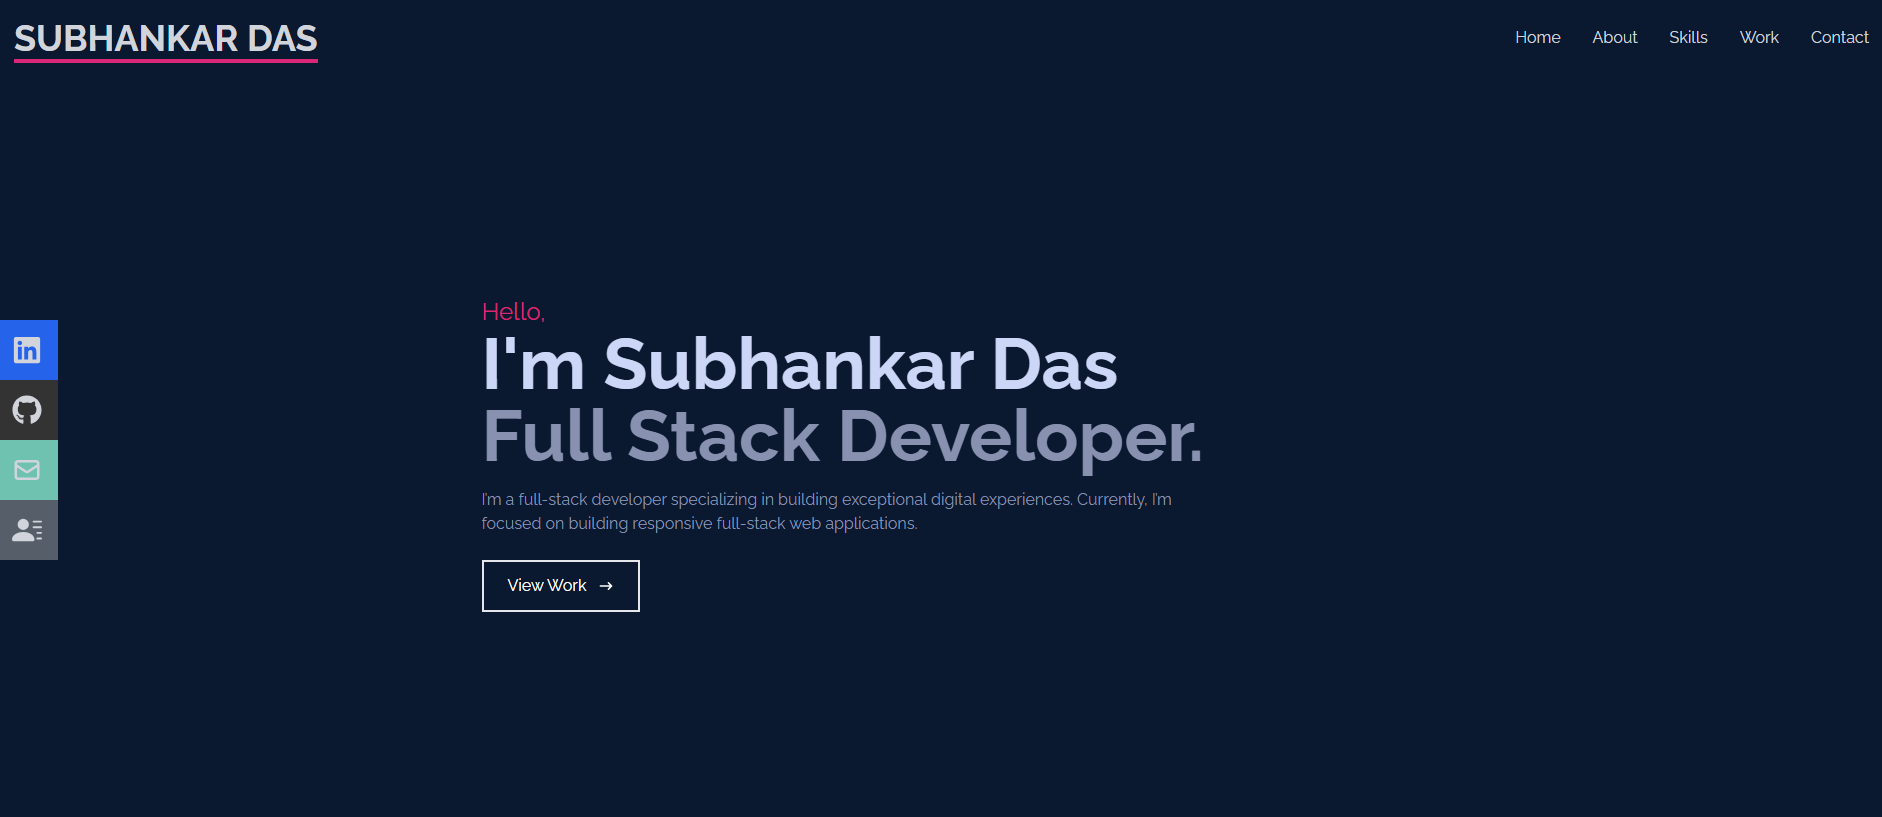 SUBHANKAR DAS
Home About Skills Work Contact
Hello,
I'm Subhankar Das
Full Stack Developer.
I'm a full-stack developer specializing in building exceptional digital experiences. Currently, I'm
focused on building responsive full-stack web applications.
View Work →